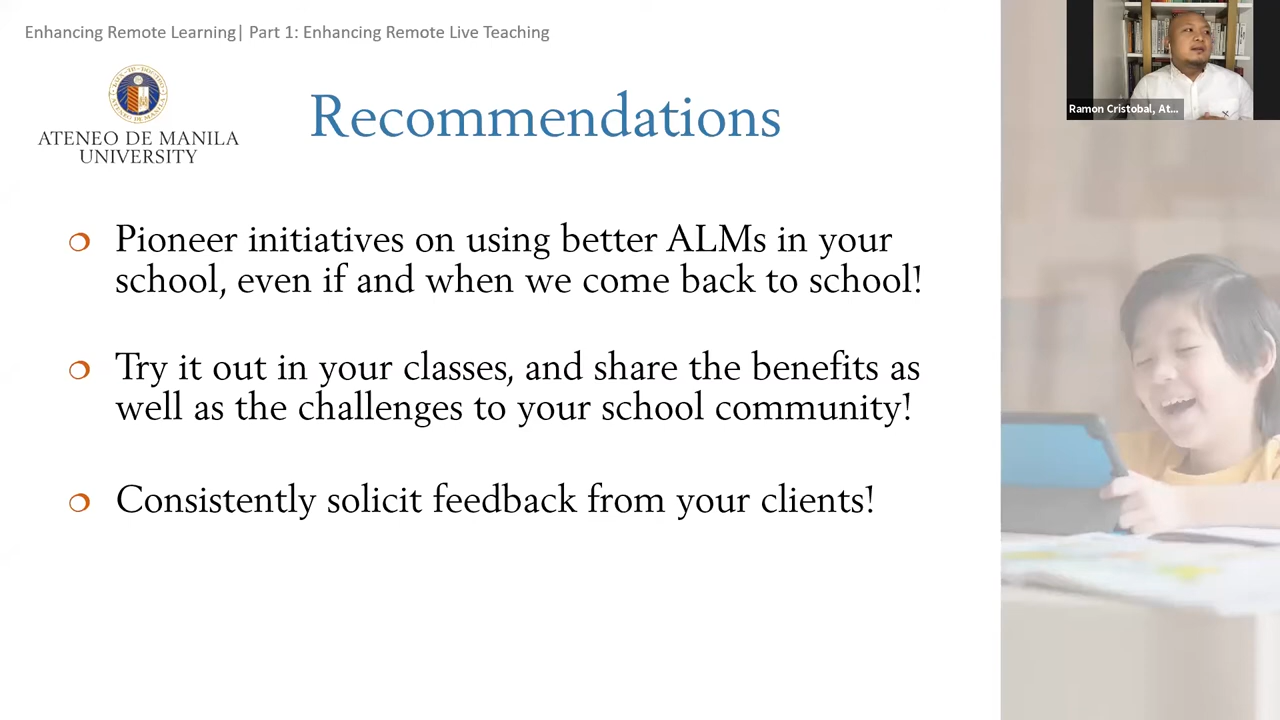 Enhancing Remote Learning| Part 1: Enhancing Remote Live Teaching
Ramon Cristobal, At...
ATENEO DE MANILA
UNIVERSITY
Recommendations
Pioneer initiatives on using better ALMs in your
school, even if and when we come back to school!
Try it out in your classes, and share the benefits as
well as the challenges to your school community!
Consistently solicit feedback from your clients!